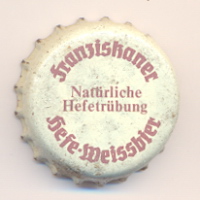 Franziskaner
Natürliche
Hefetrübung
Hefe-Weissbier